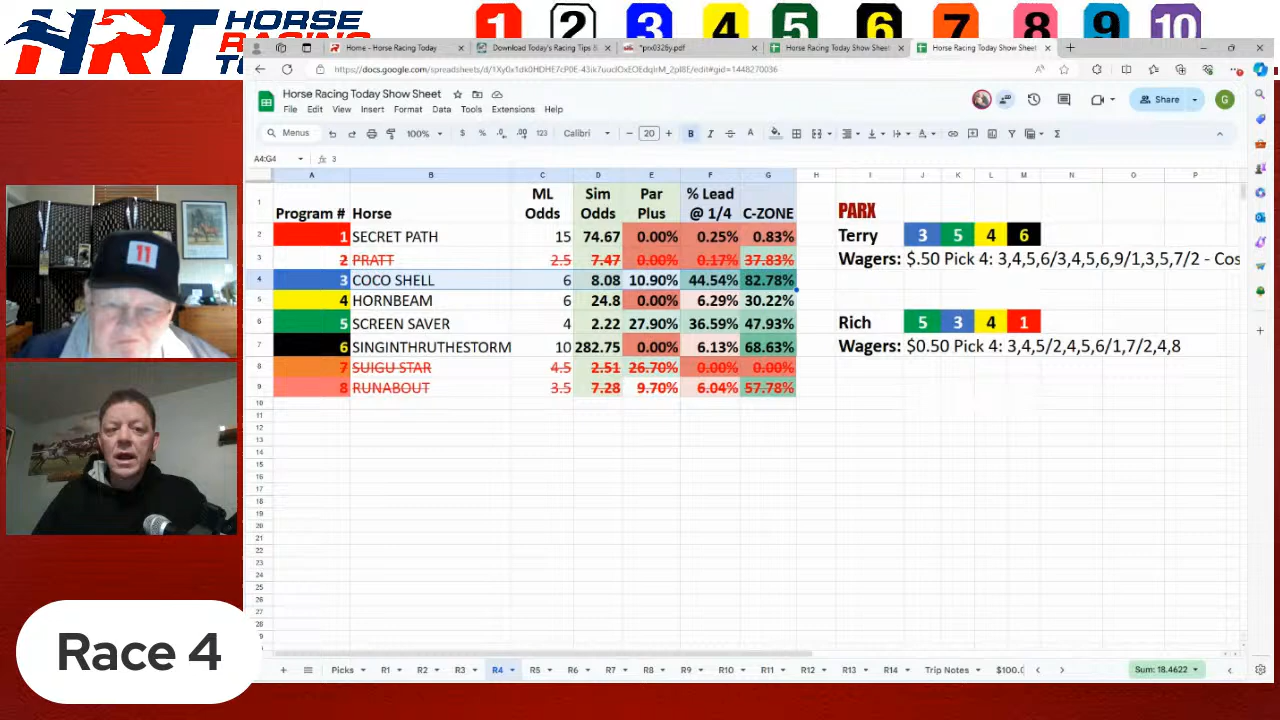 HRT HORSE
1 2 3 4 5 6 7 8 9 10
Home - Horse Racing Today
Download Today's Racing Tips &
*prx0326y.pdf
Horse Racing Today Show Sheet
Horse Racing Today Show Sheet
Horse Racing Today Show Sheet
File Edit View Insert Format Data Tools Extensions Help
Share
G
Menus 100% $ % .0 .00 123 Calibri 20 B I A
A4:G4 fx 3
A B C D E F G H I J K L M N O P
Program # Horse ML Odds Sim Odds Par Plus % Lead @ 1/4 C-ZONE
1 SECRET PATH 15 74.67 0.00% 0.25% 0.83%
2 PRATT 2.5 7.47 0.00% 0.17% 37.83%
3 COCO SHELL 6 8.08 10.90% 44.54% 82.78%
4 HORNBEAM 6 24.8 0.00% 6.29% 30.22%
5 SCREEN SAVER 4 2.22 27.90% 36.59% 47.93%
6 SINGINTHRUTHESTORM 10 282.75 0.00% 6.13% 68.63%
7 SUIGU STAR 4.5 2.51 26.70% 0.00% 0.00%
8 RUNABOUT 3.5 7.28 9.70% 6.04% 57.78%
PARX
Terry 3 5 4 6
Wagers: $.50 Pick 4: 3,4,5,6/3,4,5,6,9/1,3,5,7/2 - Cos
Rich 5 3 4 1
Wagers: $0.50 Pick 4: 3,4,5/2,4,5,6/1,7/2,4,8
11
Race 4
Picks R1 R2 R3 R4 R5 R6 R7 R8 R9 R10 R11 R12 R13 R14 Trip Notes $100.0
Sum: 18.4622